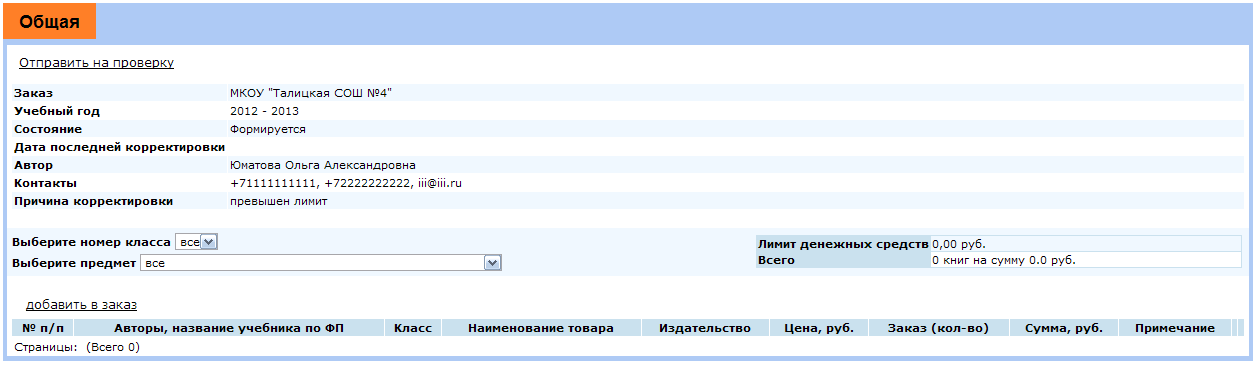 Общая
Отправить на проверку
Заказ МКОУ "Талицкая СОШ №4"
Учебный год 2012 - 2013
Состояние Формируется
Дата последней корректировки
Автор Юматова Ольга Александровна
Контакты +71111111111, +72222222222, iii@iii.ru
Причина корректировки превышен лимит
Выберите номер класса все
Выберите предмет все
Лимит денежных средств 0,00 руб.
Всего 0 книг на сумму 0.0 руб.
добавить в заказ
№ п/п Авторы, название учебника по ФП Класс Наименование товара Издательство Цена, руб. Заказ (кол-во) Сумма, руб. Примечание
Страницы: (Всего 0)